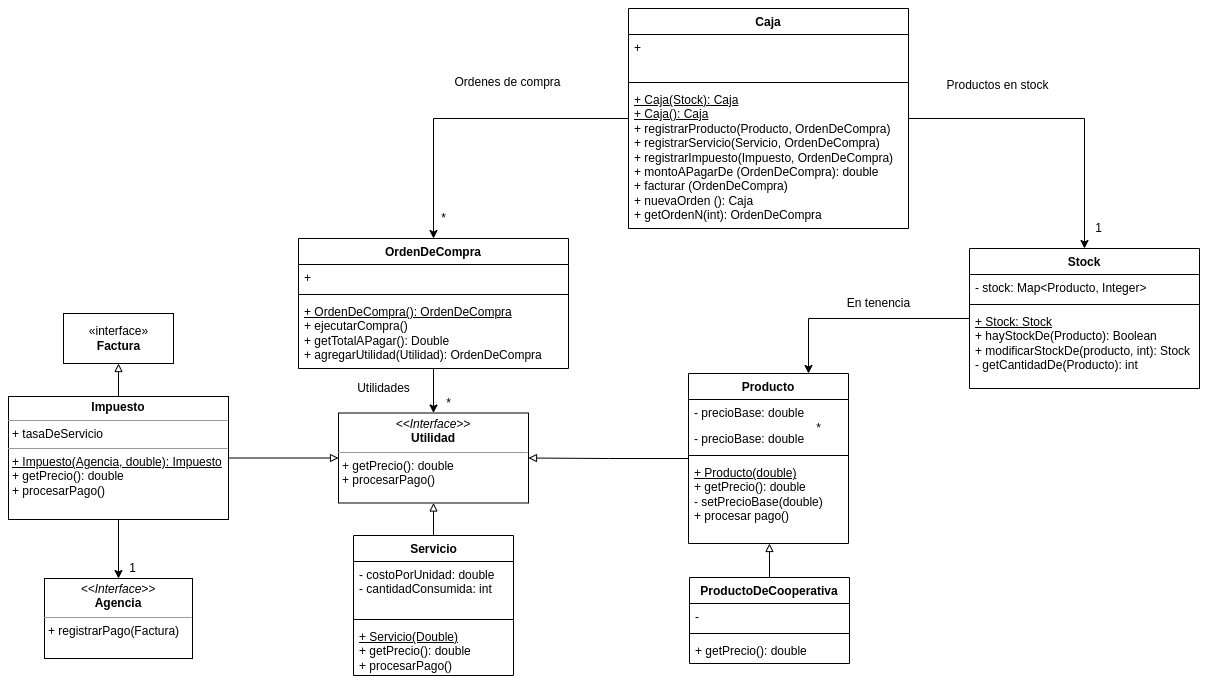 Caja
+
+ Caja(Stock): Caja
+ Caja(): Caja
+ registrarProducto(Producto, OrdenDeCompra)
+ registrarServicio(Servicio, OrdenDeCompra)
+ registrarImpuesto(Impuesto, OrdenDeCompra)
+ montoAPagarDe (OrdenDeCompra): double
+ facturar (OrdenDeCompra)
+ nuevaOrden (): Caja
+ getOrdenN(int): OrdenDeCompra
Ordenes de compra
*
Productos en stock
1
OrdenDeCompra
+
+ OrdenDeCompra(): OrdenDeCompra
+ ejecutarCompra()
+ getTotalAPagar(): Double
+ agregarUtilidad(Utilidad): OrdenDeCompra
Stock
- stock: Map<Producto, Integer>
+ Stock: Stock
+ hayStockDe(Producto): Boolean
+ modificarStockDe(producto, int): Stock
- getCantidadDe(Producto): int
En tenencia
*
«interface»
Factura
Utilidades
*
Impuesto
+ tasaDeServicio
+ Impuesto(Agencia, double): Impuesto
+ getPrecio(): double
+ procesarPago()
<<Interface>>
Utilidad
+ getPrecio(): double
+ procesarPago()
Producto
- precioBase: double
- precioBase: double
+ Producto(double)
+ getPrecio(): double
- setPrecioBase(double)
+ procesar pago()
1
<<Interface>>
Agencia
+ registrarPago(Factura)
Servicio
- costoPorUnidad: double
- cantidadConsumida: int
+ Servicio(Double)
+ getPrecio(): double
+ procesarPago()
ProductoDeCooperativa
-
+ getPrecio(): double